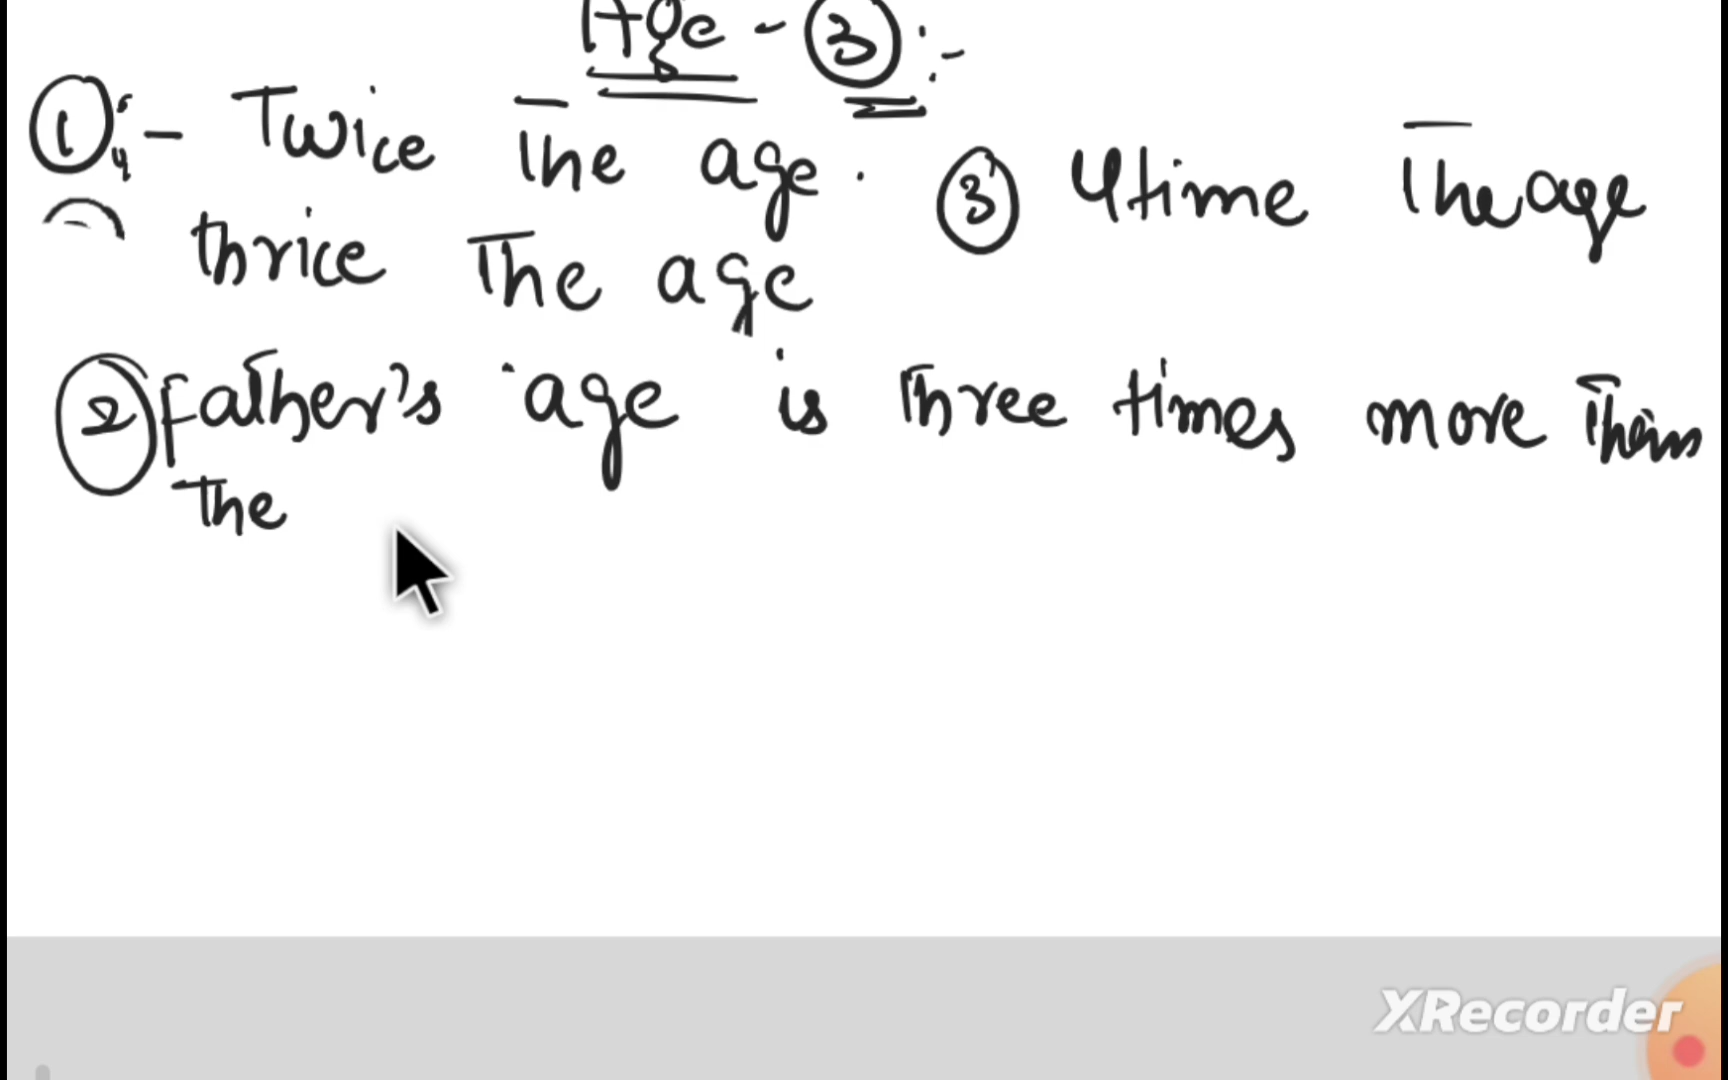 Age - ③ :-
① :- Twice The age . ③ 4time The age
thrice The age
② Father's age is Three times more Than
The
XRecorder